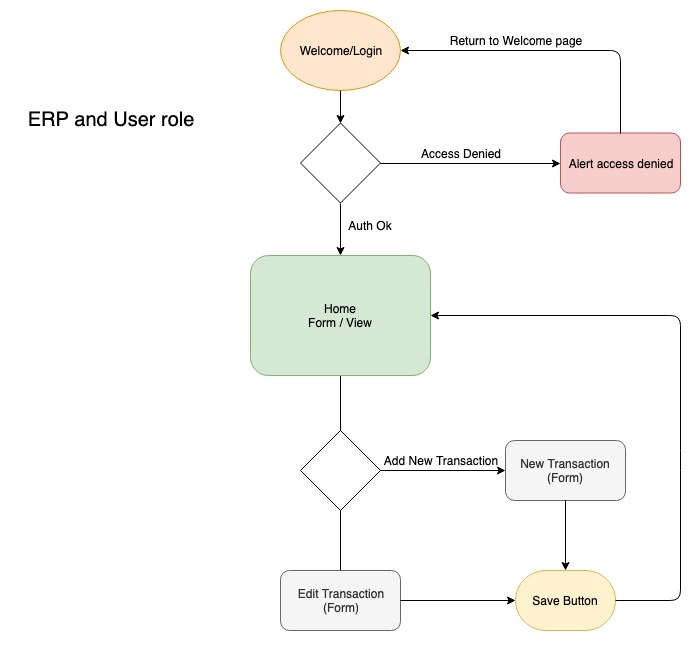 Return to Welcome page
Welcome/Login
ERP and User role
Access Denied
Alert access denied
Auth Ok
Home
Form / View
Add New Transaction
New Transaction
(Form)
Edit Transaction
(Form)
Save Button